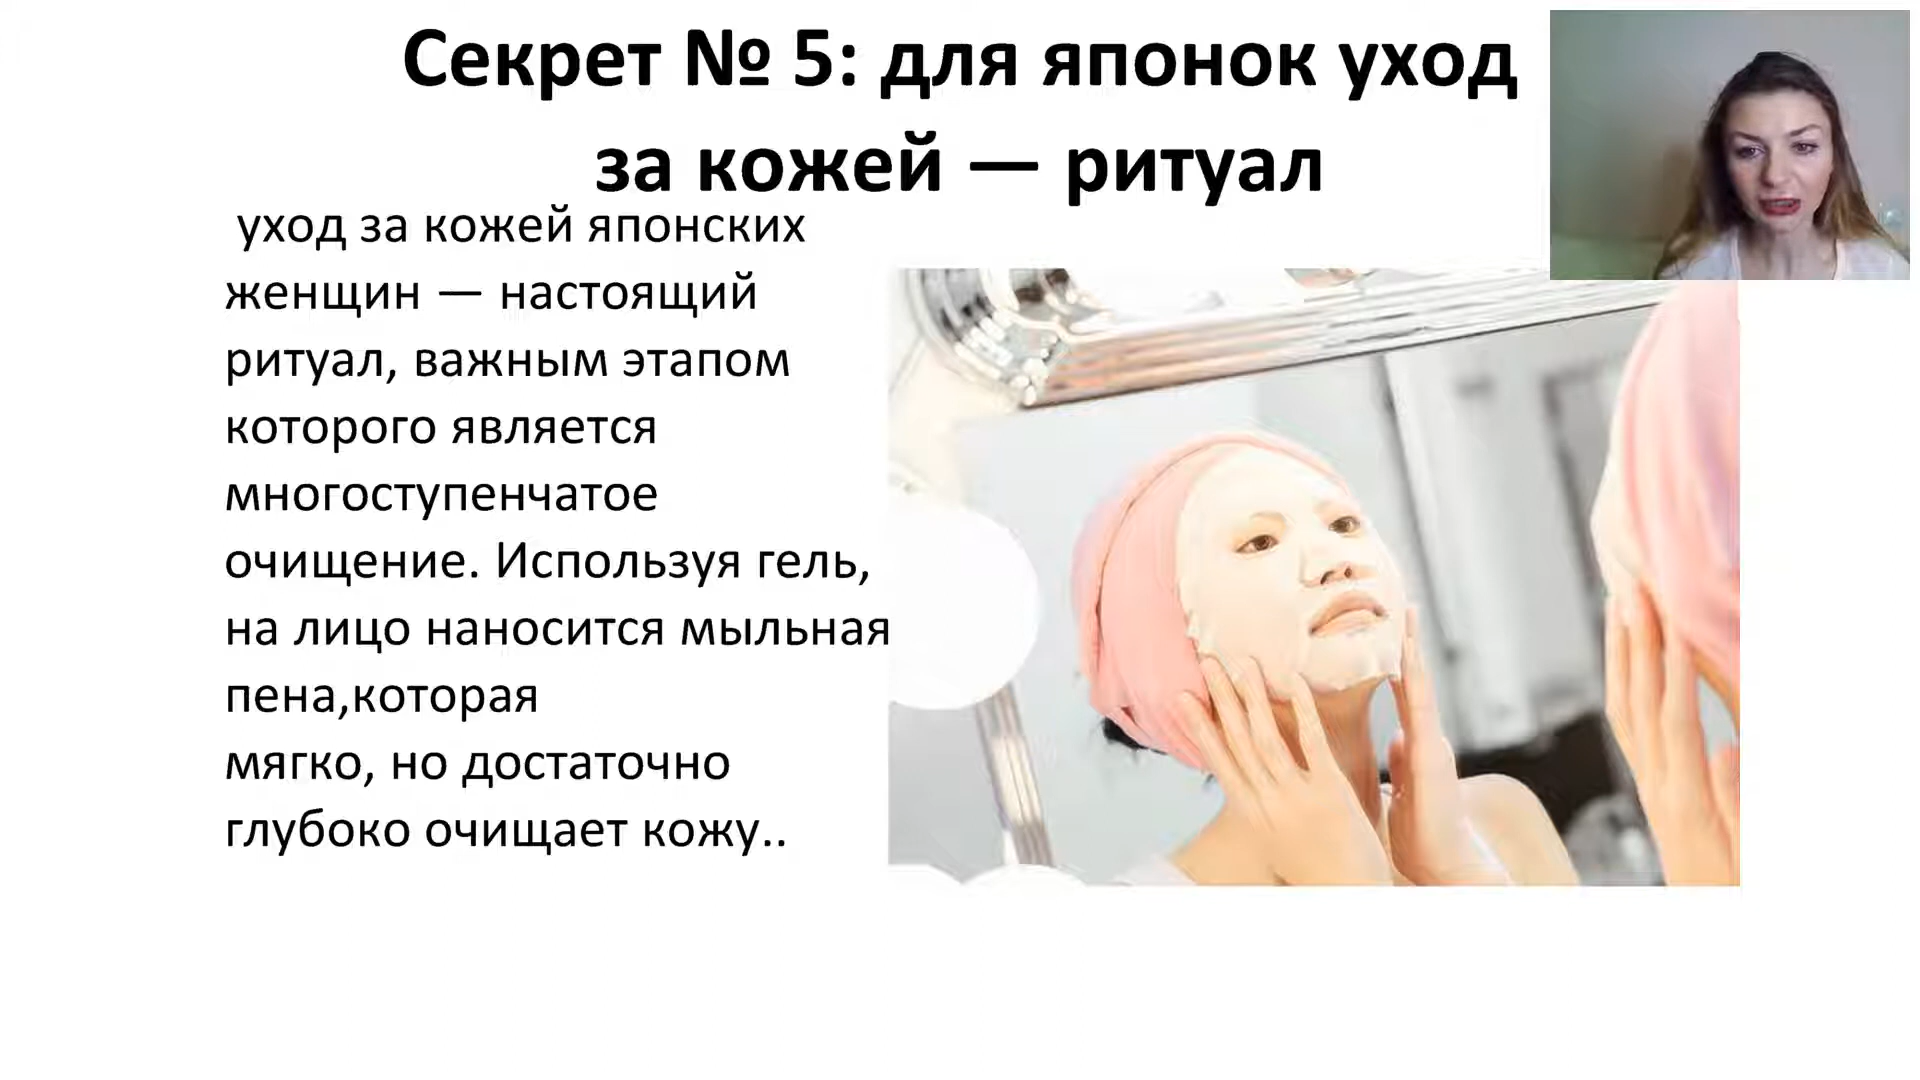 Секрет № 5: для японок уход
за кожей — ритуал
уход за кожей японских
женщин — настоящий
ритуал, важным этапом
которого является
многоступенчатое
очищение. Используя гель,
на лицо наносится мыльная
пена,которая
мягко, но достаточно
глубоко очищает кожу..